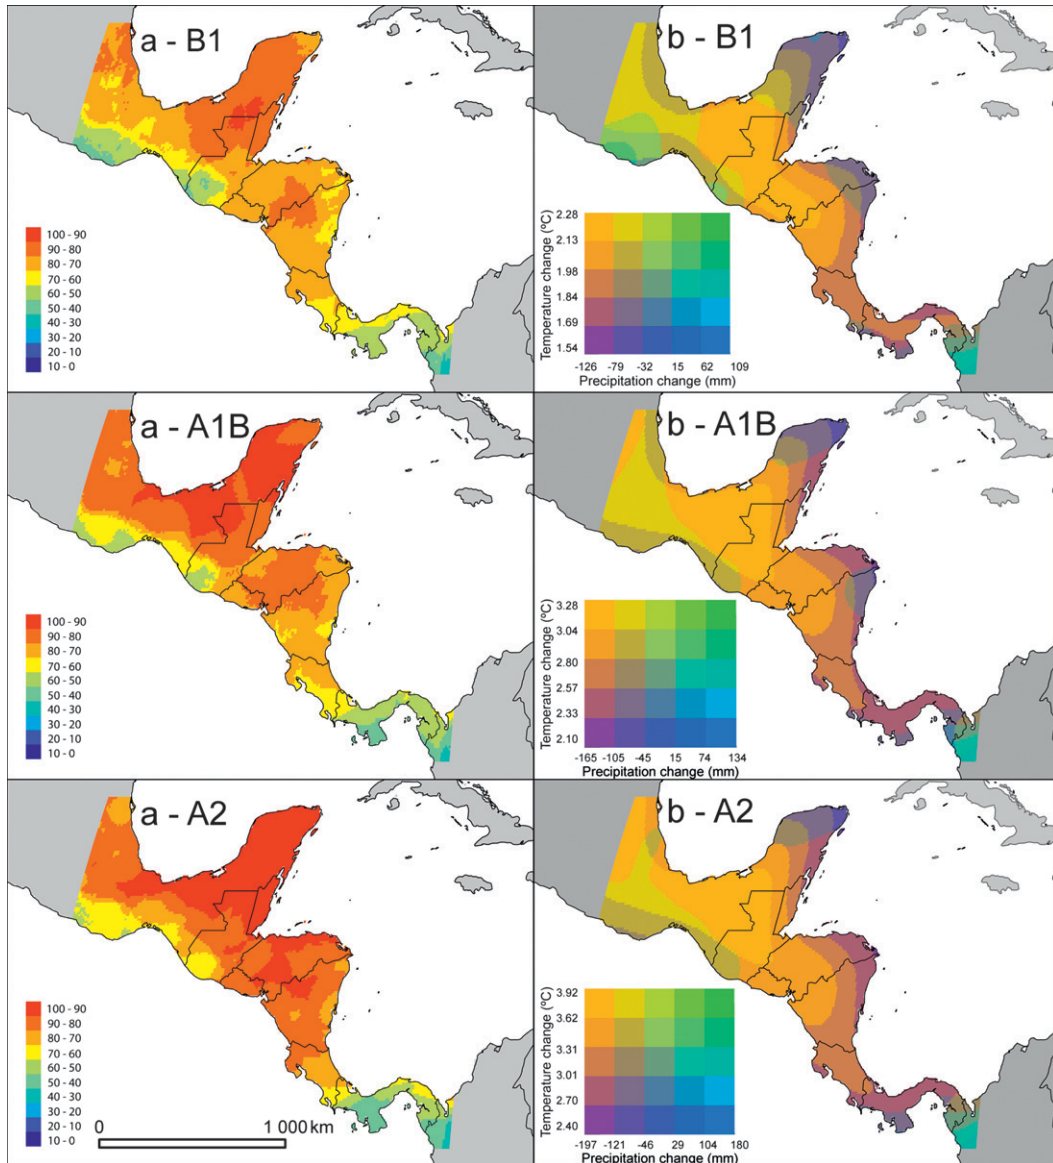 a - B1
100 - 90
90 - 80
80 - 70
70 - 60
60 - 50
50 - 40
40 - 30
30 - 20
20 - 10
10 - 0
b - B1
Temperature change (ºC)
2.28
2.13
1.98
1.84
1.69
1.54
-126 -79 -32 15 62 109
Precipitation change (mm)
a - A1B
100 - 90
90 - 80
80 - 70
70 - 60
60 - 50
50 - 40
40 - 30
30 - 20
20 - 10
10 - 0
b - A1B
Temperature change (ºC)
3.28
3.04
2.80
2.57
2.33
2.10
-165 -105 -45 15 74 134
Precipitation change (mm)
a - A2
100 - 90
90 - 80
80 - 70
70 - 60
60 - 50
50 - 40
40 - 30
30 - 20
20 - 10
10 - 0
0 1 000 km
b - A2
Temperature change (ºC)
3.92
3.62
3.31
3.01
2.70
2.40
-197 -121 -46 29 104 180
Precipitation change (mm)